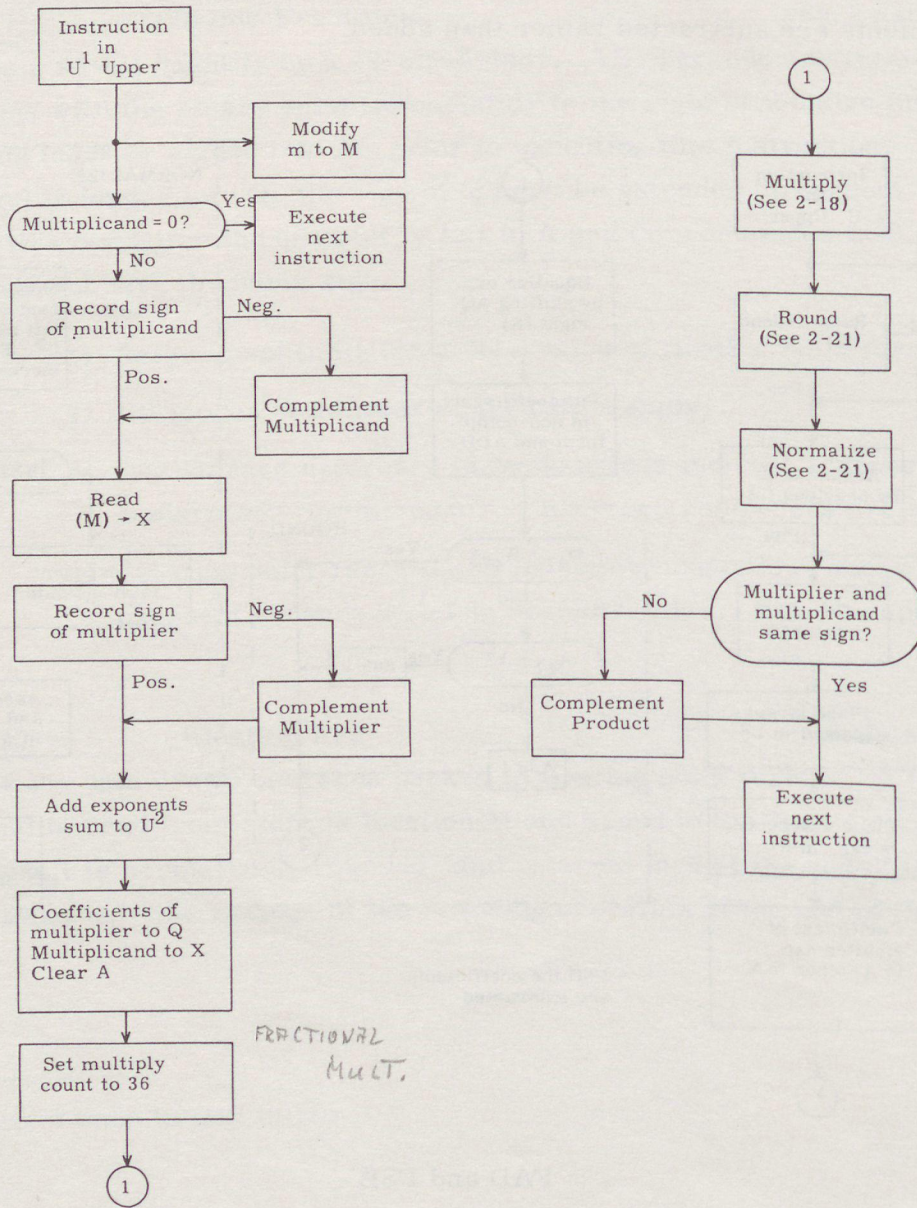 Instruction
in
U¹ Upper
Modify
m to M
Multiplicand = 0?
Yes
Execute
next
instruction
No
Record sign
of multiplicand
Neg.
Pos.
Complement
Multiplicand
Read
(M) → X
Record sign
of multiplier
Neg.
Pos.
Complement
Multiplier
Add exponents
sum to U²
Coefficients of
multiplier to Q
Multiplicand to X
Clear A
Set multiply
count to 36
FRACTIONAL
MULT.
1
1
Multiply
(See 2-18)
Round
(See 2-21)
Normalize
(See 2-21)
Multiplier and
multiplicand
same sign?
No
Yes
Complement
Product
Execute
next
instruction